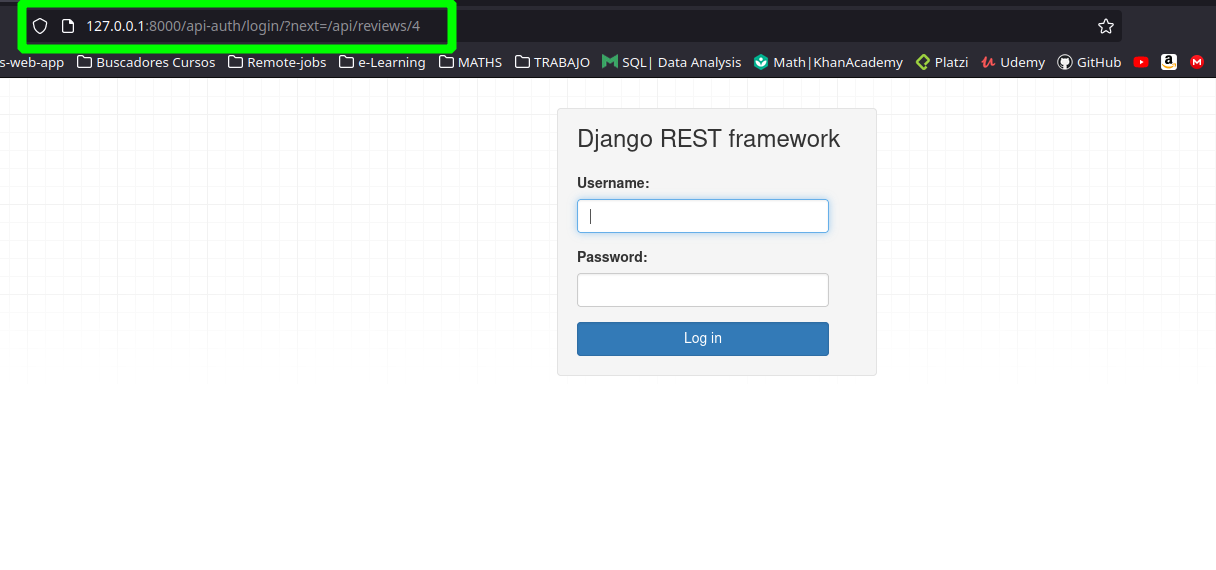 127.0.0.1:8000/api-auth/login/?next=/api/reviews/4
s-web-app Buscadores Cursos Remote-jobs e-Learning MATHS TRABAJO SQL| Data Analysis Math|KhanAcademy Platzi Udemy GitHub
Django REST framework
Username:
Password:
Log in